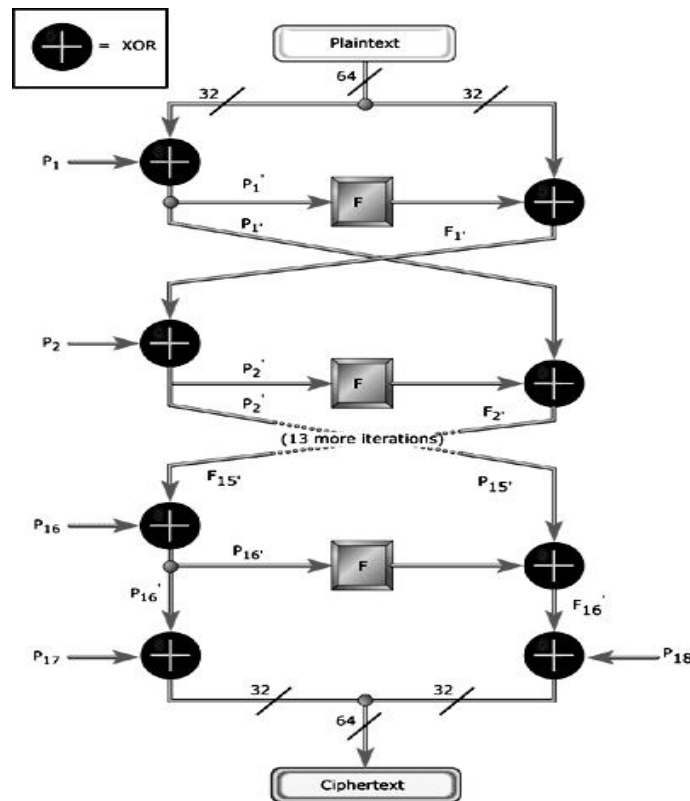 = XOR
Plaintext
64
32
32
P1
P1'
F
P1'
F1'
P2
P2'
F
P2'
F2'
(13 more iterations)
F15'
P15'
P16
P16'
F
P16'
F16'
P17
P18
32
32
64
Ciphertext